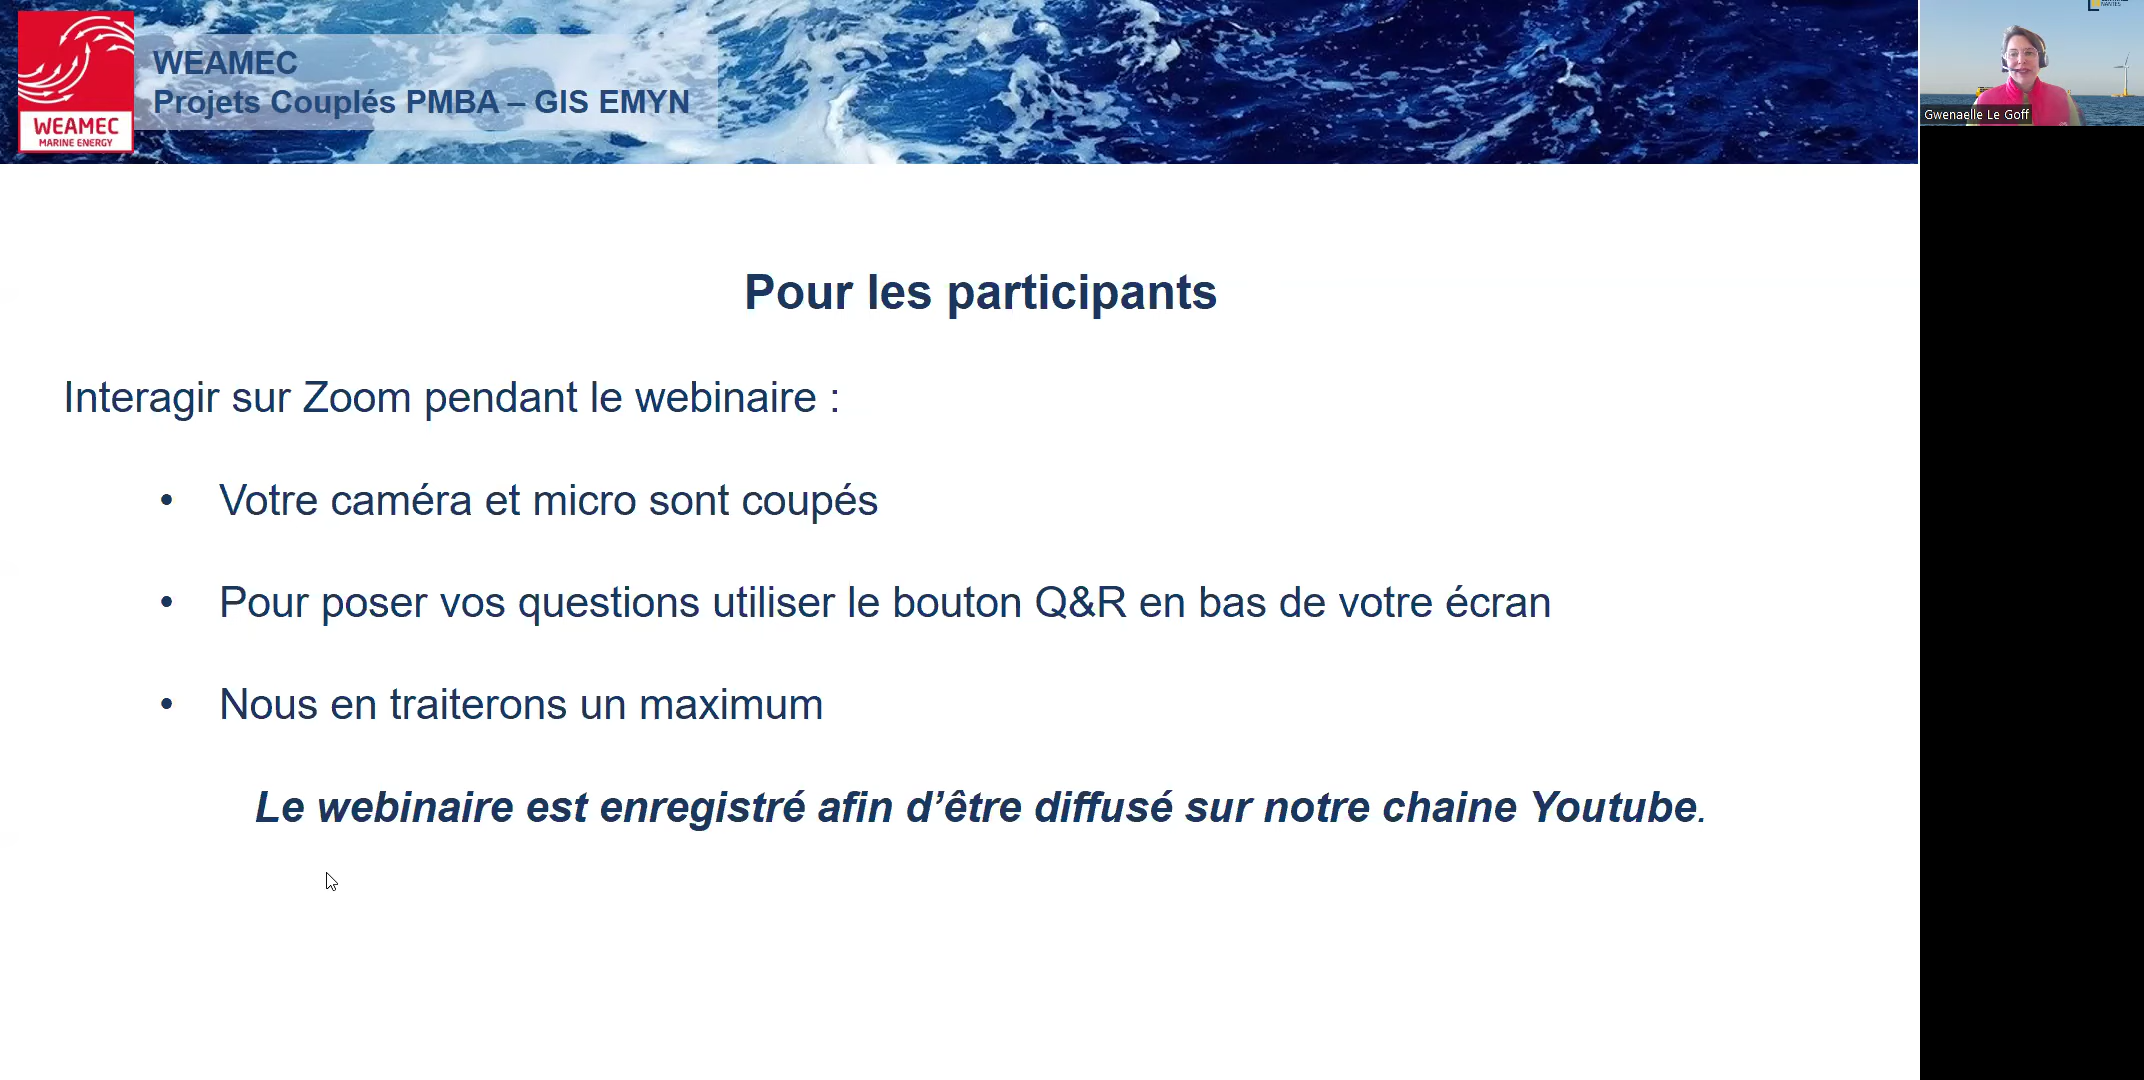 WEAMEC
Projets Couplés PMBA – GIS EMYN
WEAMEC
MARINE ENERGY
NANTES
Gwenaelle Le Goff
Pour les participants
Interagir sur Zoom pendant le webinaire :
• Votre caméra et micro sont coupés
• Pour poser vos questions utiliser le bouton Q&R en bas de votre écran
• Nous en traiterons un maximum
Le webinaire est enregistré afin d’être diffusé sur notre chaine Youtube.